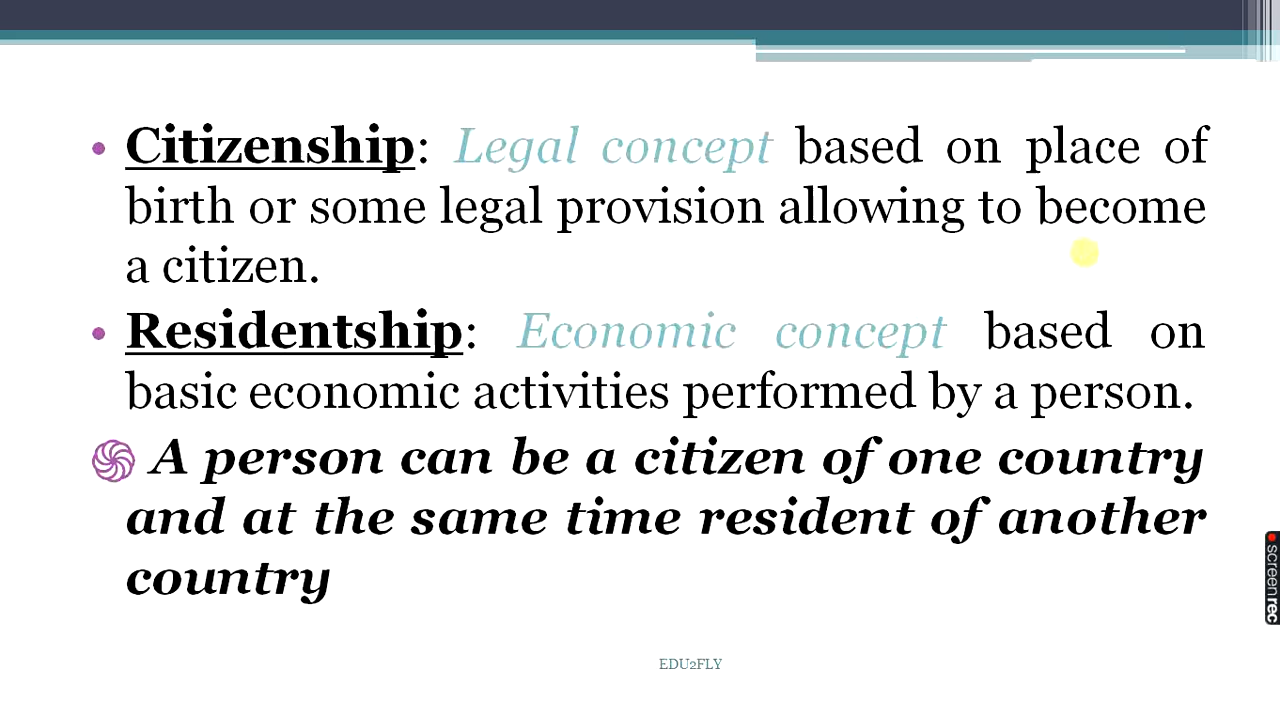 • Citizenship: Legal concept based on place of
birth or some legal provision allowing to become
a citizen.
• Residentship: Economic concept based on
basic economic activities performed by a person.
A person can be a citizen of one country
and at the same time resident of another
country
screenrec
EDU2FLY